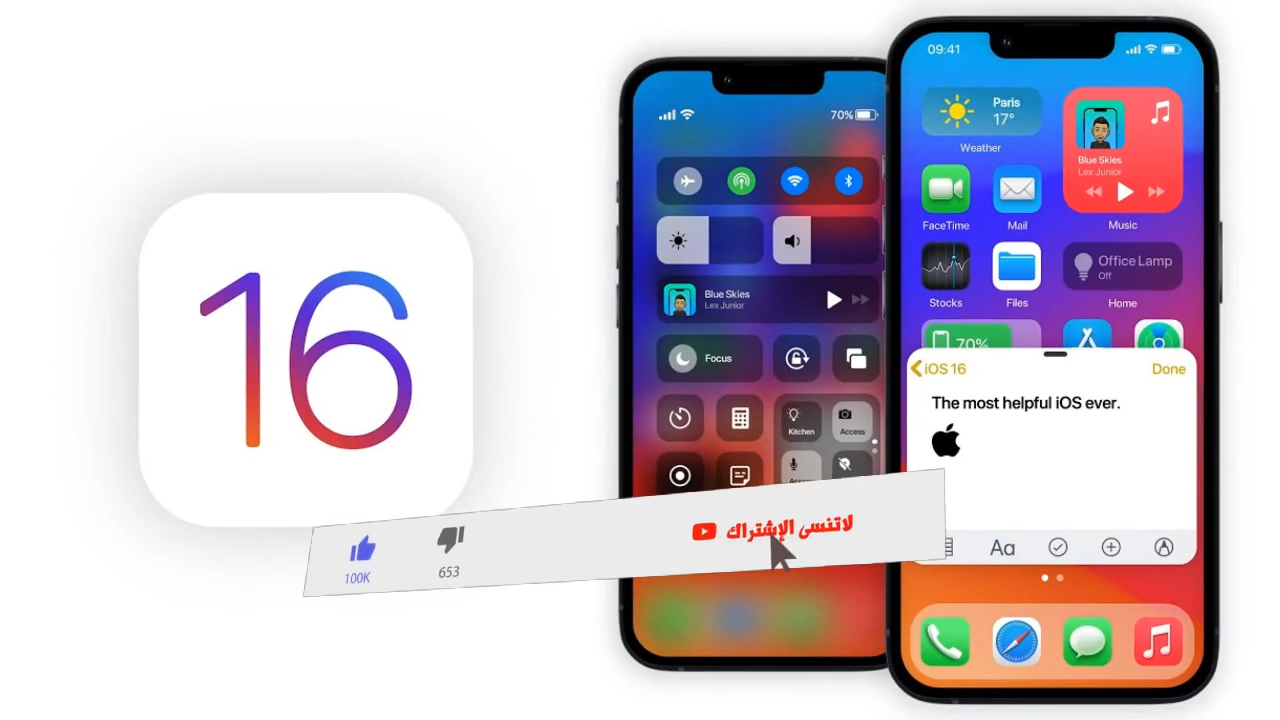 16
70%
Blue Skies
Lex Junior
Focus
Kitchen
Access
09:41
Paris
17°
Weather
Blue Skies
Lex Junior
FaceTime
Mail
Music
Stocks
Files
Office Lamp
Off
Home
70%
iOS 16
Done
The most helpful iOS ever.
Aa
100K
653
لاتنسى الإشتراك